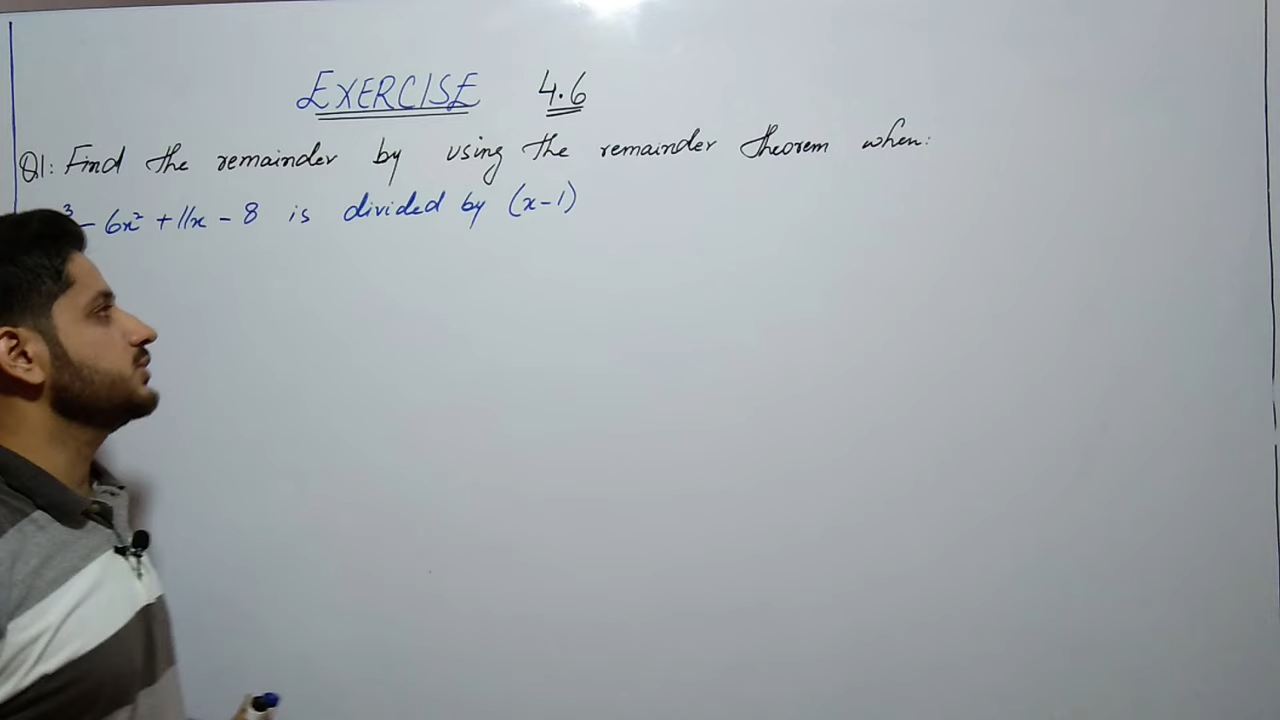 EXERCISE 4.6
Q1: Find the remainder by using the remainder theorem when:
³ - 6x² + 11x - 8 is divided by (x-1)